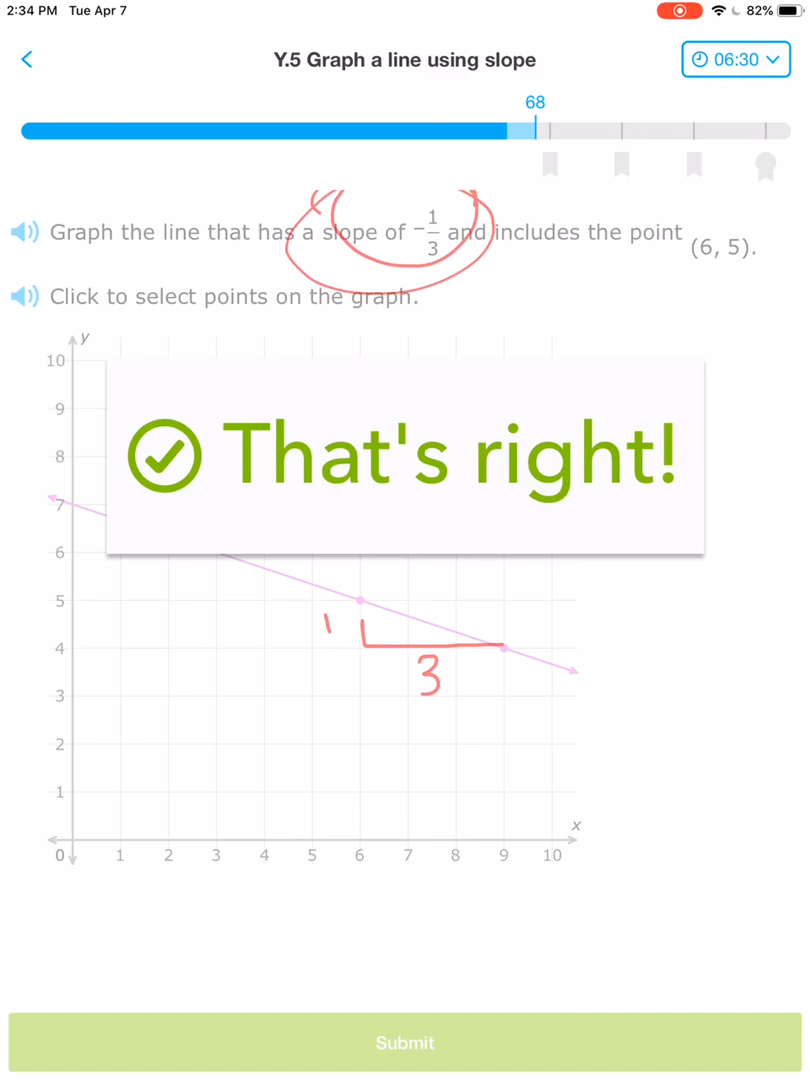 2:34 PM Tue Apr 7 82%
Y.5 Graph a line using slope
06:30
68
Graph the line that has a slope of -1/3 and includes the point (6, 5).
Click to select points on the graph.
y
10
9
8
That's right!
7
6
5
1
4
3
3
2
1
x
0 1 2 3 4 5 6 7 8 9 10
Submit